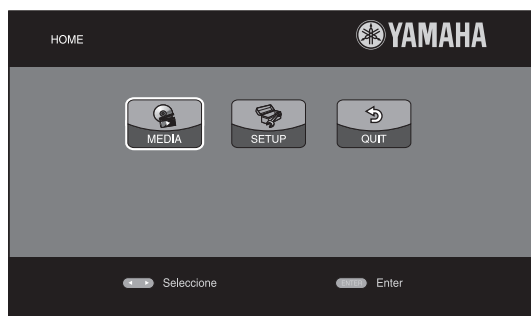 HOME
YAMAHA
MEDIA
SETUP
QUIT
Seleccione
ENTER Enter